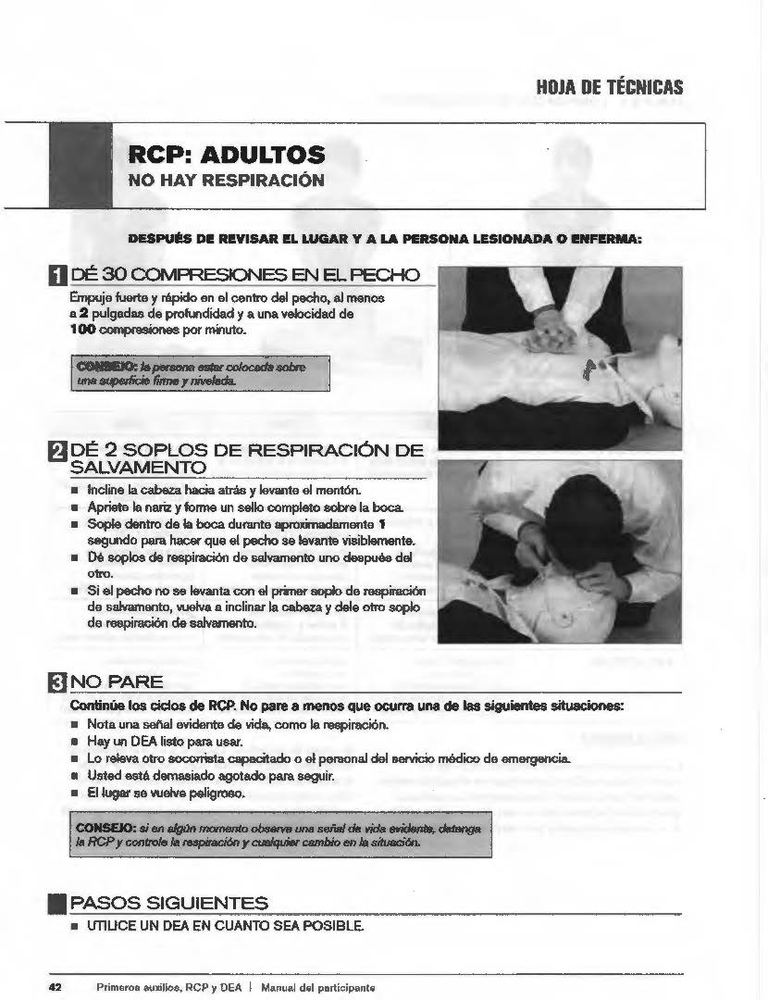 HOJA DE TÉCNICAS
RCP: ADULTOS
NO HAY RESPIRACIÓN
DESPUÉS DE REVISAR EL LUGAR Y A LA PERSONA LESIONADA O ENFERMA:
1 DÉ 30 COMPRESIONES EN EL PECHO
Empuje fuerte y rápido en el centro del pecho, al menos
a 2 pulgadas de profundidad y a una velocidad de
100 compresiones por minuto.
CONSEJO: la persona estar colocada sobre
una superficie firme y nivelada.
2 DÉ 2 SOPLOS DE RESPIRACIÓN DE
SALVAMENTO
■ Incline la cabeza hacia atrás y levante el mentón.
■ Apriete la nariz y forme un sello completo sobre la boca.
■ Sople dentro de la boca durante aproximadamente 1
segundo para hacer que el pecho se levante visiblemente.
■ Dé soplos de respiración de salvamento uno después del
otro.
■ Si el pecho no se levanta con el primer soplo de respiración
de salvamento, vuelva a inclinar la cabeza y dele otro soplo
de respiración de salvamento.
3 NO PARE
Continúe los ciclos de RCP. No pare a menos que ocurra una de las siguientes situaciones:
■ Nota una señal evidente de vida, como la respiración.
■ Hay un DEA listo para usar.
■ Lo releva otro socorrista capacitado o el personal del servicio médico de emergencia.
■ Usted está demasiado agotado para seguir.
■ El lugar se vuelve peligroso.
CONSEJO: si en algún momento observa una señal de vida evidente, detenga
la RCP y controle la respiración y cualquier cambio en la situación.
PASOS SIGUIENTES
■ UTILICE UN DEA EN CUANTO SEA POSIBLE.
42 Primeros auxilios, RCP y DEA | Manual del participante